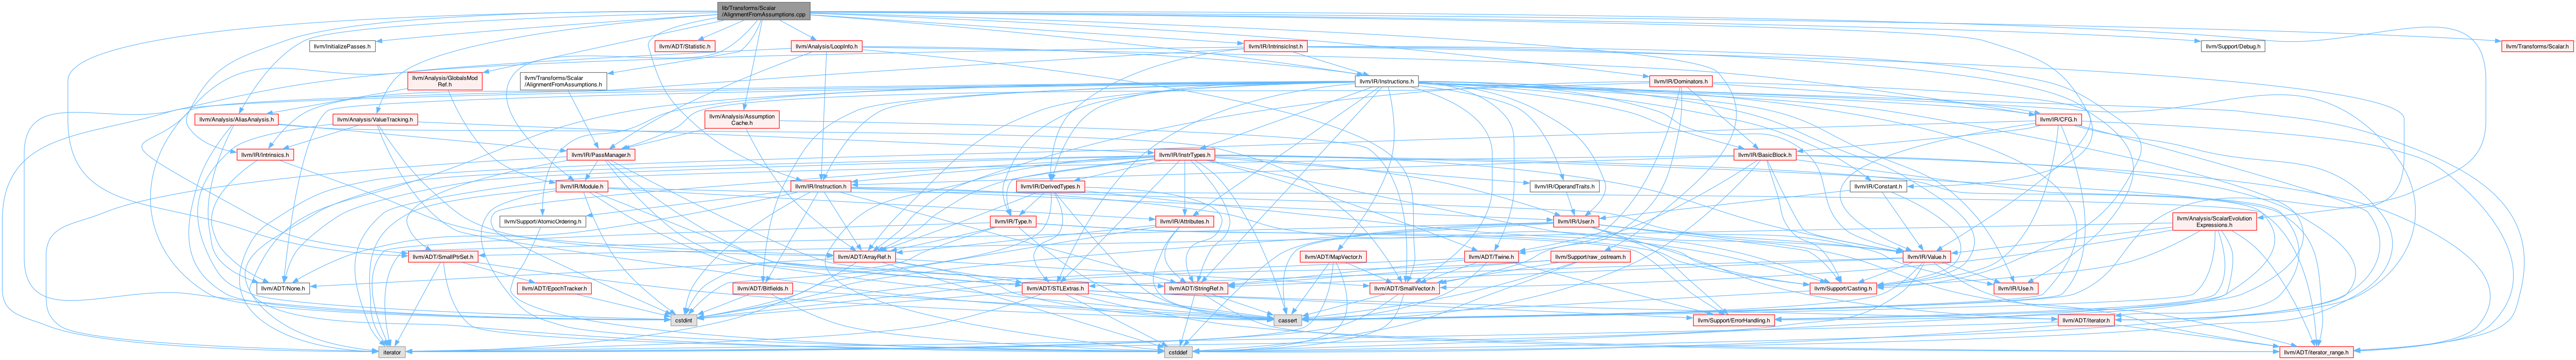 lib/Transforms/Scalar
/AlignmentFromAssumptions.cpp
llvm/InitializePasses.h
llvm/ADT/Statistic.h
llvm/Analysis/LoopInfo.h
llvm/IR/IntrinsicInst.h
llvm/Support/Debug.h
llvm/Transforms/Scalar.h
llvm/Analysis/GlobalsMod
Ref.h
llvm/Transforms/Scalar
/AlignmentFromAssumptions.h
llvm/IR/Instructions.h
llvm/IR/Dominators.h
llvm/Analysis/AliasAnalysis.h
llvm/Analysis/ValueTracking.h
llvm/Analysis/Assumption
Cache.h
llvm/IR/CFG.h
llvm/IR/Intrinsics.h
llvm/IR/PassManager.h
llvm/IR/InstrTypes.h
llvm/IR/BasicBlock.h
llvm/IR/Module.h
llvm/IR/Instruction.h
llvm/IR/DerivedTypes.h
llvm/IR/OperandTraits.h
llvm/IR/Constant.h
llvm/Support/AtomicOrdering.h
llvm/IR/Type.h
llvm/IR/Attributes.h
llvm/IR/User.h
llvm/Analysis/ScalarEvolution
Expressions.h
llvm/ADT/SmallPtrSet.h
llvm/ADT/ArrayRef.h
llvm/ADT/MapVector.h
llvm/ADT/Twine.h
llvm/Support/raw_ostream.h
llvm/IR/Value.h
llvm/ADT/None.h
llvm/ADT/EpochTracker.h
llvm/ADT/Bitfields.h
llvm/ADT/STLExtras.h
llvm/ADT/StringRef.h
llvm/ADT/SmallVector.h
llvm/Support/Casting.h
llvm/IR/Use.h
cstdint
cassert
llvm/Support/ErrorHandling.h
llvm/ADT/iterator.h
iterator
cstddef
llvm/ADT/iterator_range.h